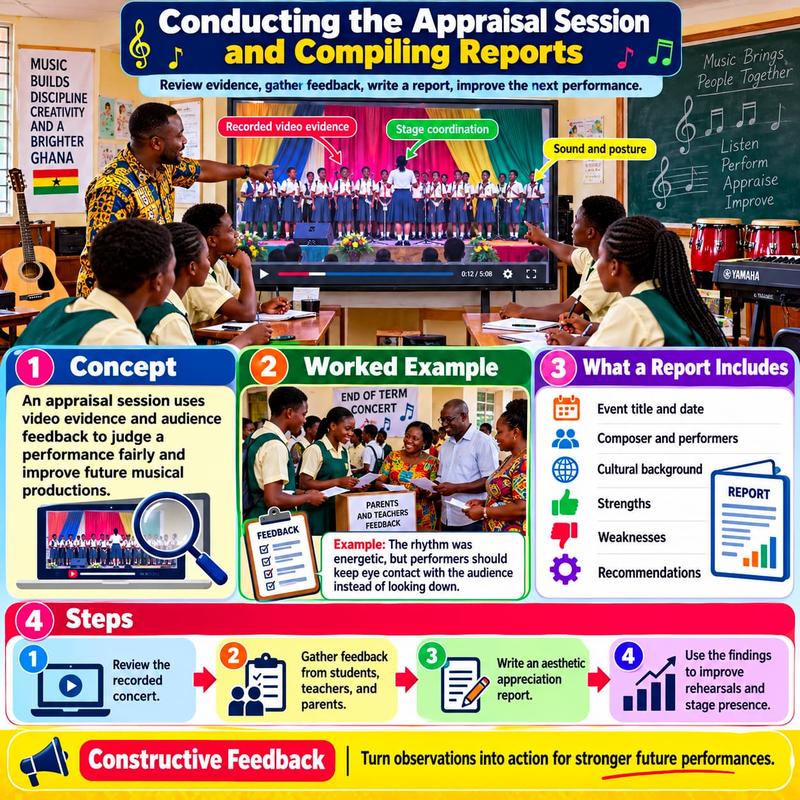 Conducting the Appraisal Session
and Compiling Reports
Review evidence, gather feedback, write a report, improve the next performance.
MUSIC
BUILDS
DISCIPLINE
CREATIVITY
AND A
BRIGHTER
GHANA
Recorded video evidence
Stage coordination
Sound and posture
Music Brings
People Together
Listen
Perform
Appraise
Improve
0:12 / 5:08
YAMAHA
1 Concept
An appraisal session uses
video evidence and audience
feedback to judge a
performance fairly and
improve future musical
productions.
2 Worked Example
END OF TERM
CONCERT
PARENTS
AND TEACHERS
FEEDBACK
FEEDBACK
Example: The rhythm was
energetic, but performers should
keep eye contact with the audience
instead of looking down.
3 What a Report Includes
Event title and date
Composer and performers
Cultural background
Strengths
Weaknesses
Recommendations
REPORT
4 Steps
1
Review the
recorded
concert.
2
Gather feedback
from students,
teachers, and
parents.
3
Write an aesthetic
appreciation
report.
4
Use the findings
to improve
rehearsals and
stage presence.
Constructive Feedback
Turn observations into action for stronger future performances.